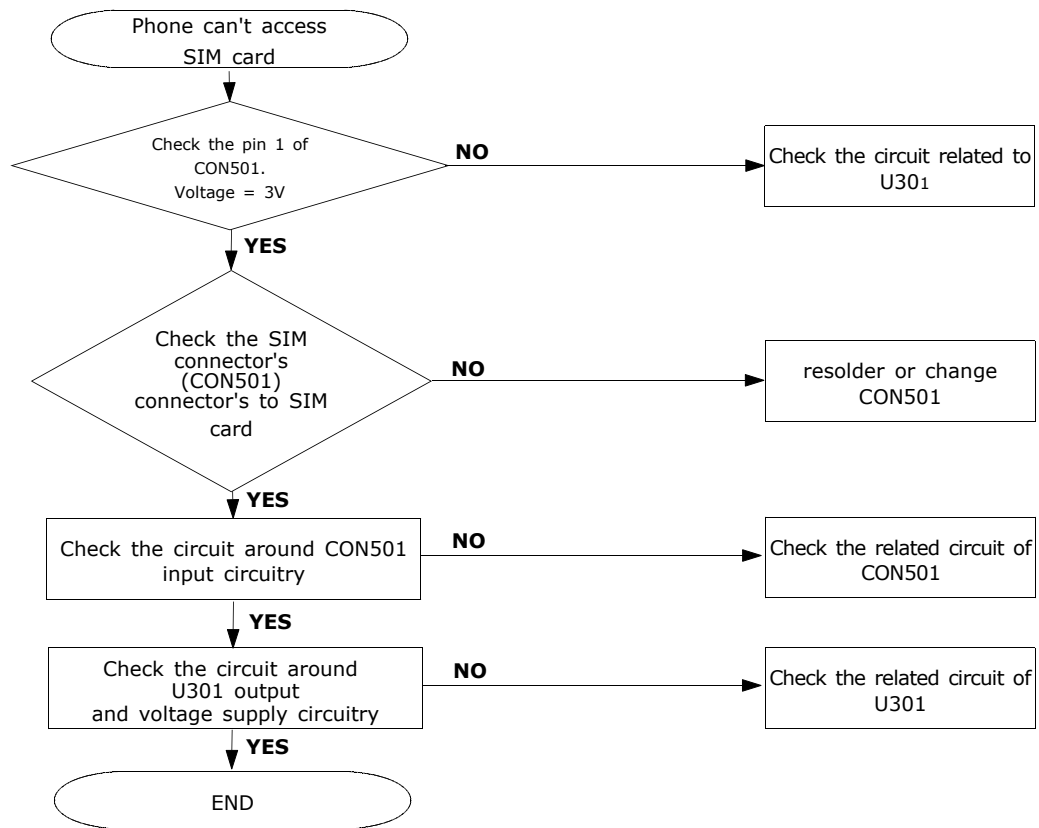 Phone can't access
SIM card
Check the pin 1 of
CON501.
Voltage = 3V
NO
Check the circuit related to
U301
YES
Check the SIM
connector's
(CON501)
connector's to SIM
card
NO
resolder or change
CON501
YES
Check the circuit around CON501
input circuitry
NO
Check the related circuit of
CON501
YES
Check the circuit around
U301 output
and voltage supply circuitry
NO
Check the related circuit of
U301
YES
END